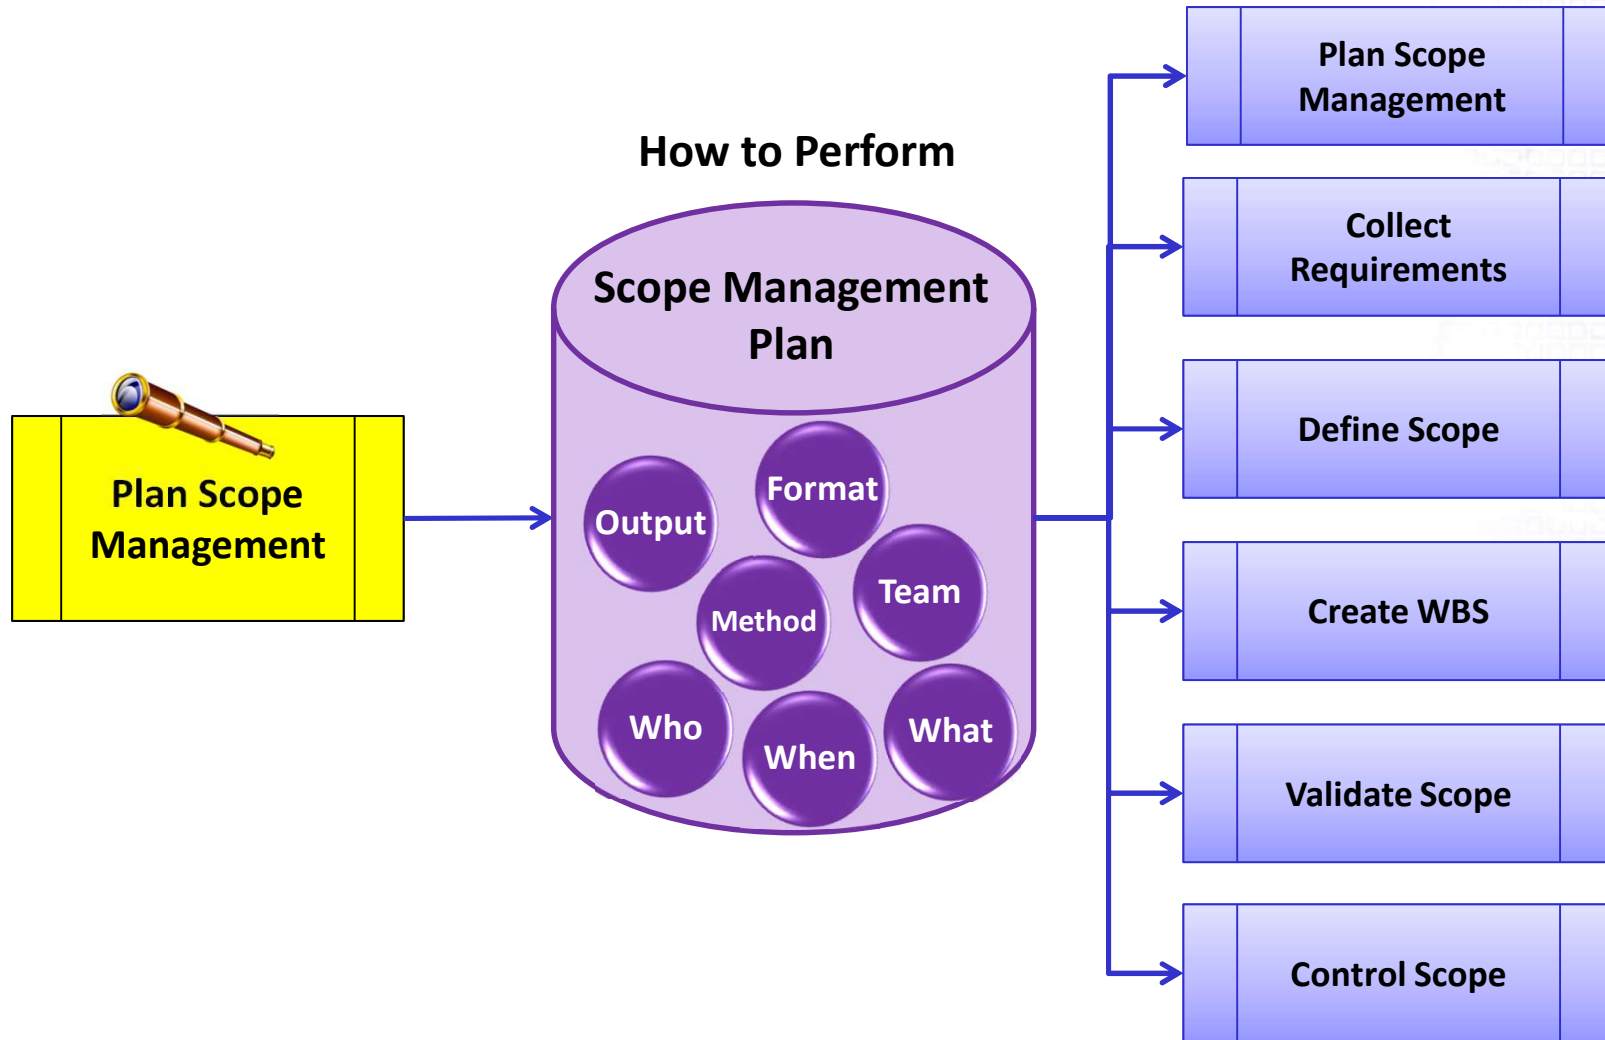 Plan Scope
Management
How to Perform
Scope Management
Plan
Output
Format
Method
Team
Who
When
What
Plan Scope
Management
Collect
Requirements
Define Scope
Create WBS
Validate Scope
Control Scope